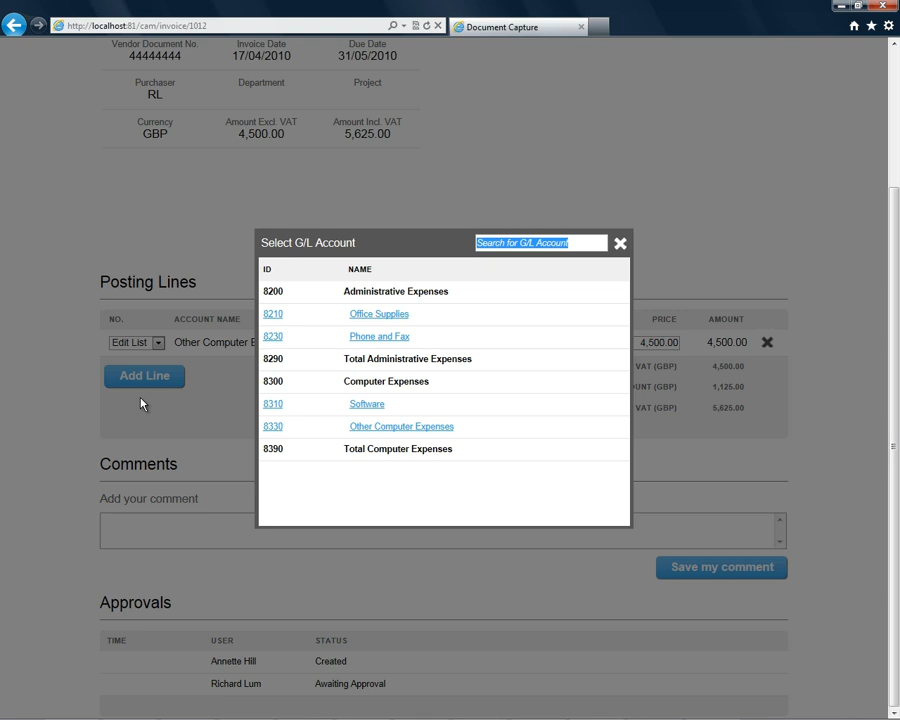 http://localhost:81/cam/invoice/1012
Document Capture
Vendor Document No. Invoice Date Due Date
44444444 17/04/2010 31/05/2010
Purchaser Department Project
RL
Currency Amount Excl. VAT Amount Incl. VAT
GBP 4,500.00 5,625.00
Select G/L Account Search for G/L Account
ID NAME
8200 Administrative Expenses
8210 Office Supplies
8230 Phone and Fax
8290 Total Administrative Expenses
8300 Computer Expenses
8310 Software
8330 Other Computer Expenses
8390 Total Computer Expenses
Posting Lines
NO. ACCOUNT NAME PRICE AMOUNT
Edit List Other Computer E 4,500.00 4,500.00
Add Line
VAT (GBP) 4,500.00
UNT (GBP) 1,125.00
VAT (GBP) 5,625.00
Comments
Add your comment
Save my comment
Approvals
TIME USER STATUS
Annette Hill Created
Richard Lum Awaiting Approval